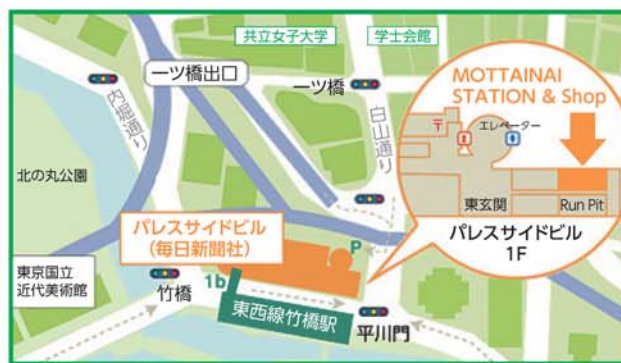 共立女子大学
学士会館
一ツ橋出口
一ツ橋
内堀通り
白山通り
北の丸公園
MOTTAINAI
STATION & Shop
〒
エレベーター
東玄関
Run Pit
パレスサイドビル
1F
パレスサイドビル
(毎日新聞社)
P
東京国立
近代美術館
竹橋
1b
東西線竹橋駅
平川門